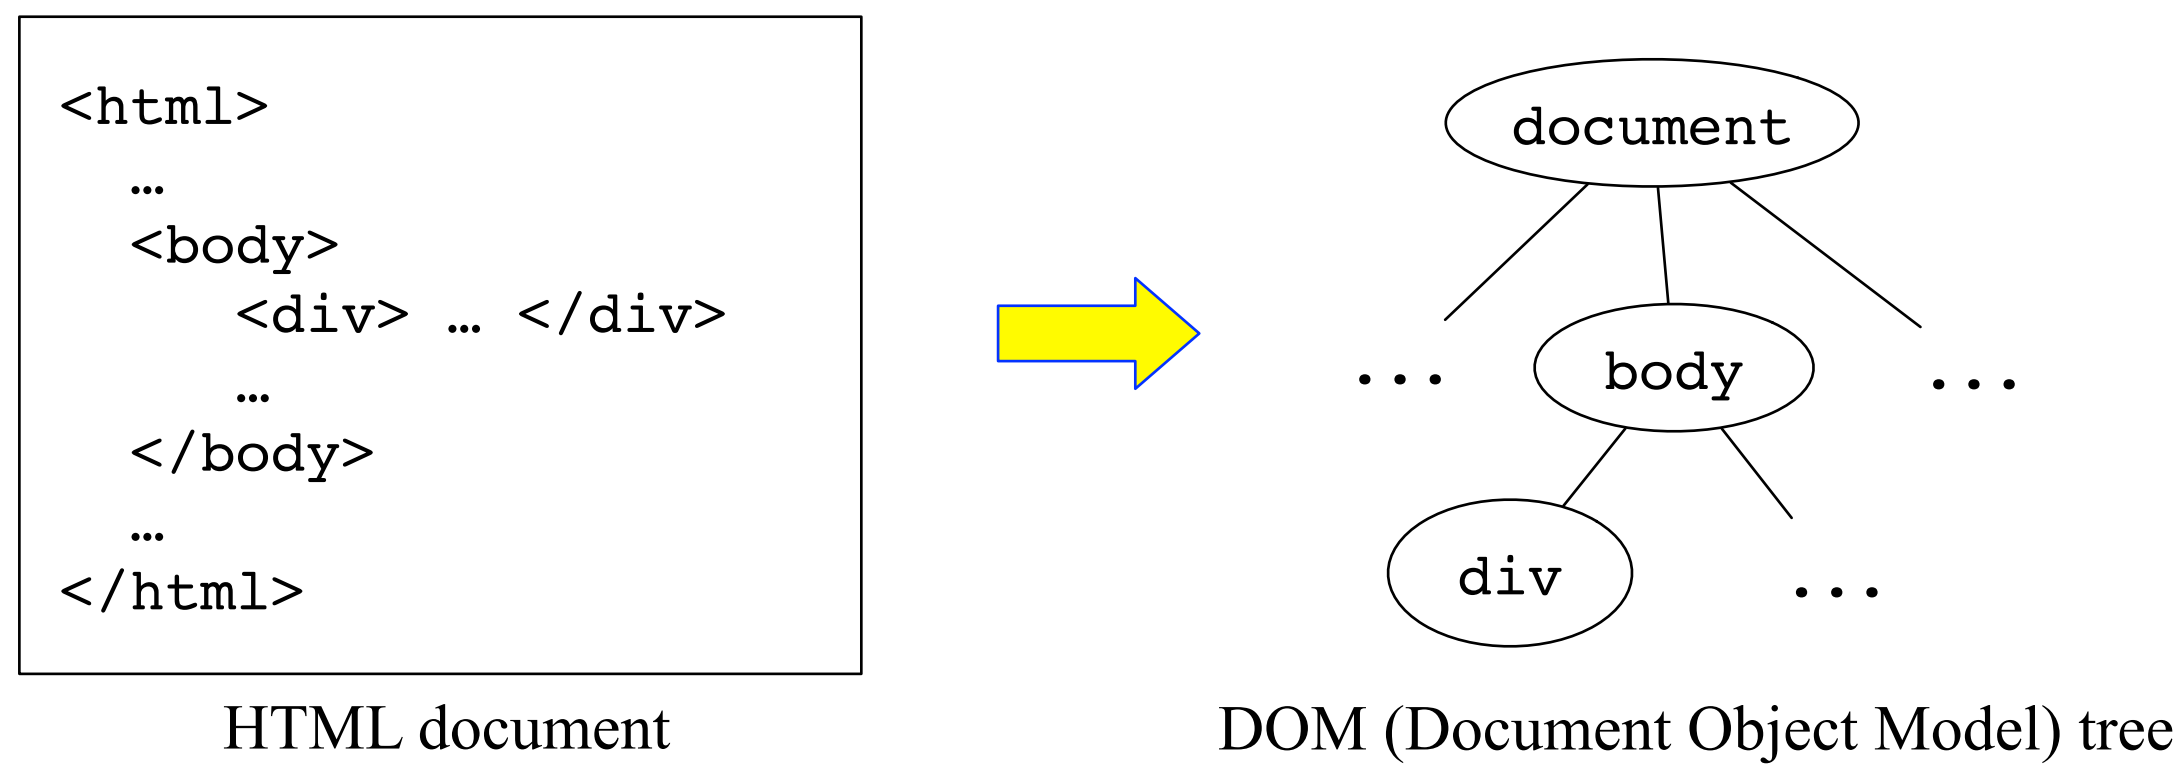 <html>
…
<body>
<div> … </div>
…
</body>
…
</html>
HTML document
document
... body ...
div ...
DOM (Document Object Model) tree